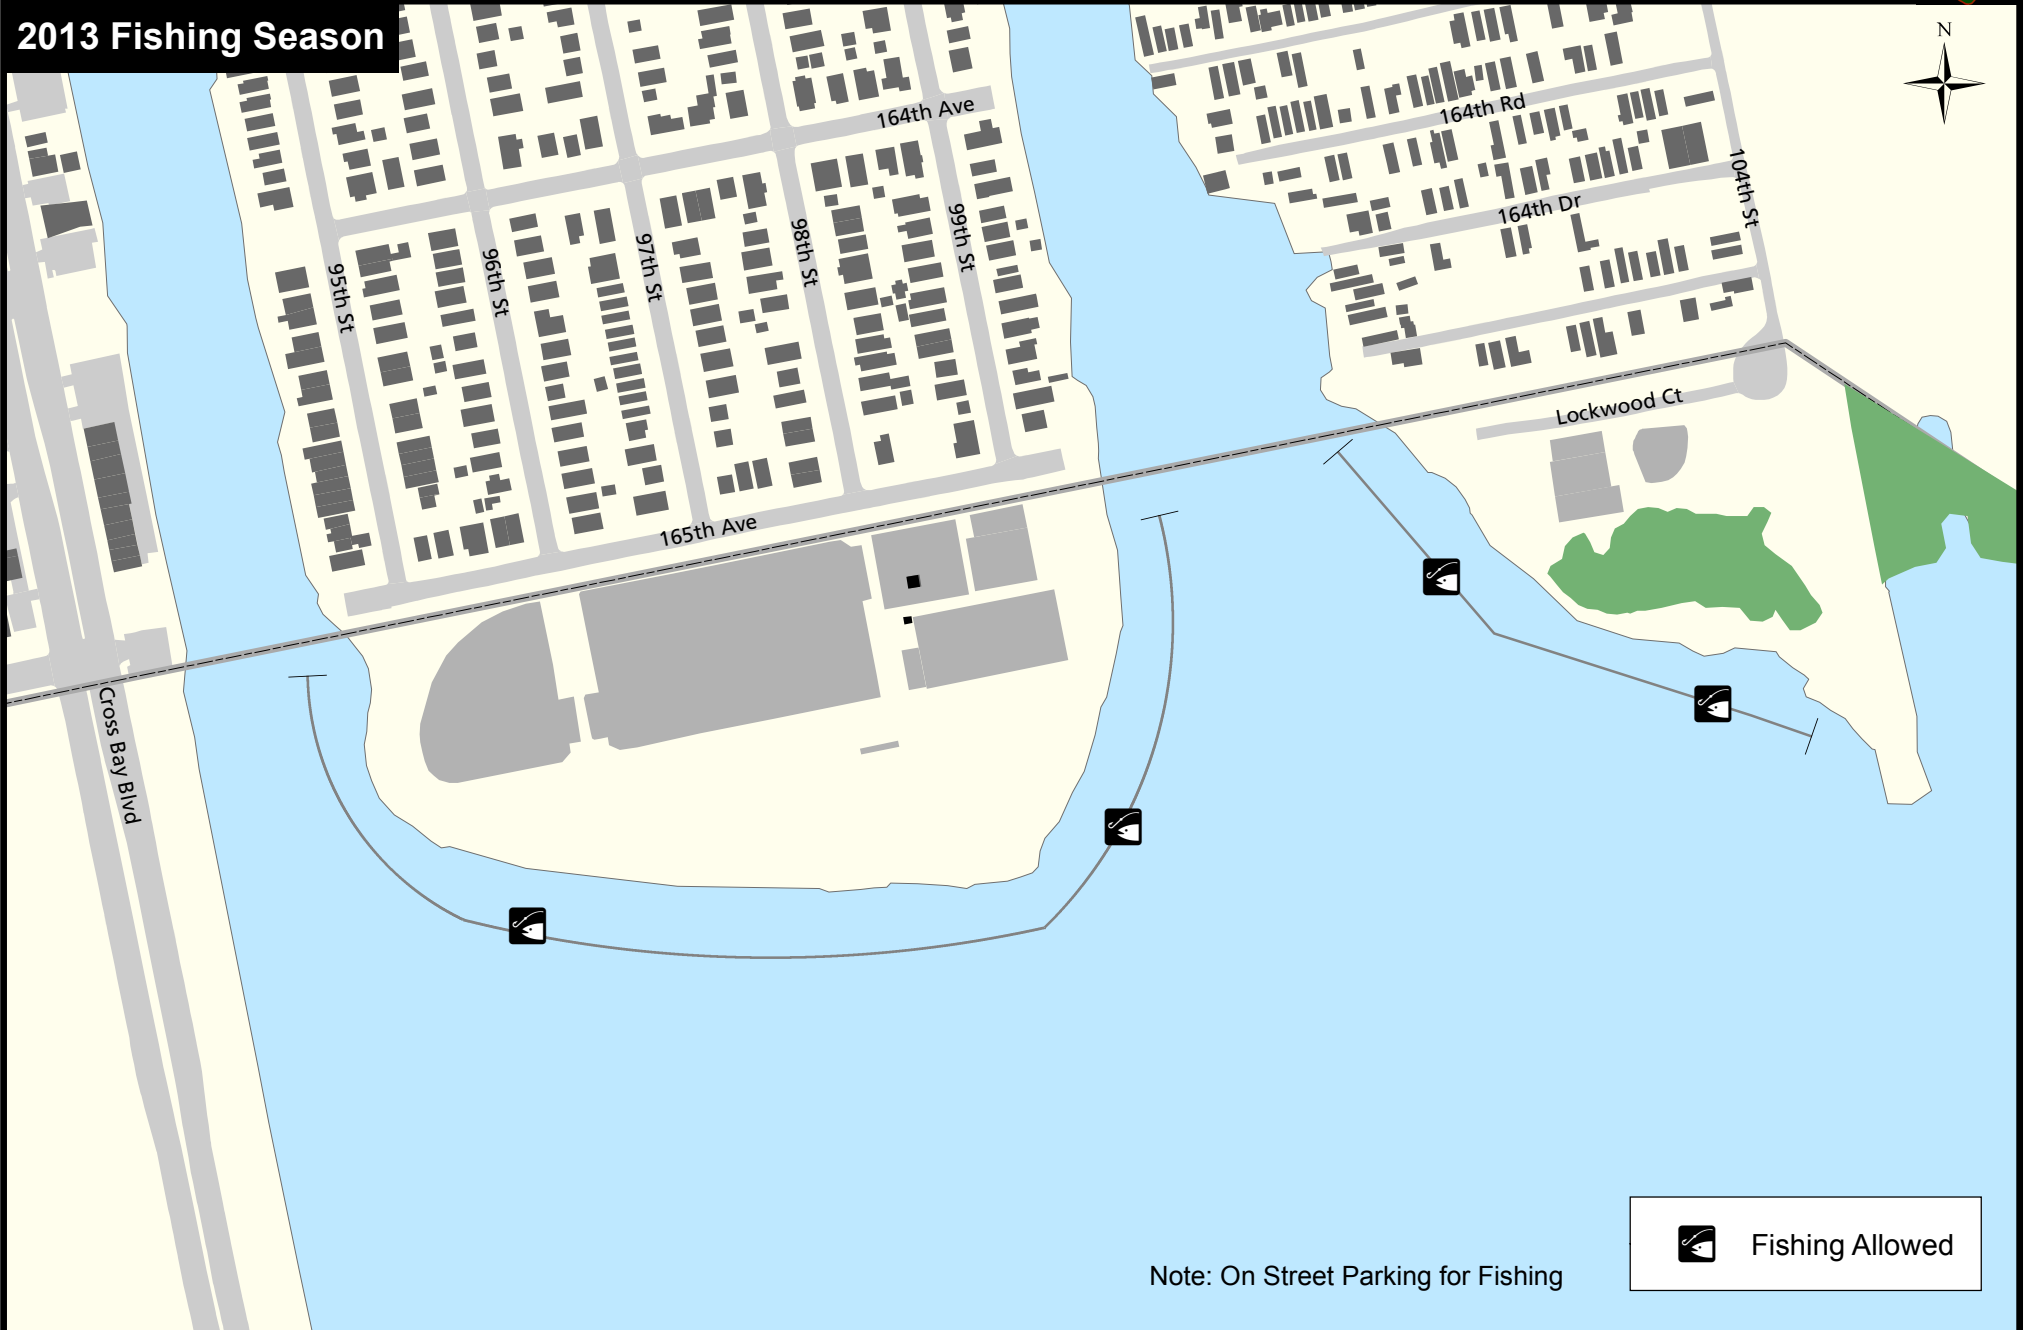 2013 Fishing Season
N
164th Ave
164th Rd
104th St
164th Dr
95th St
96th St
97th St
98th St
99th St
Lockwood Ct
165th Ave
Cross Bay Blvd
Fishing Allowed
Note: On Street Parking for Fishing